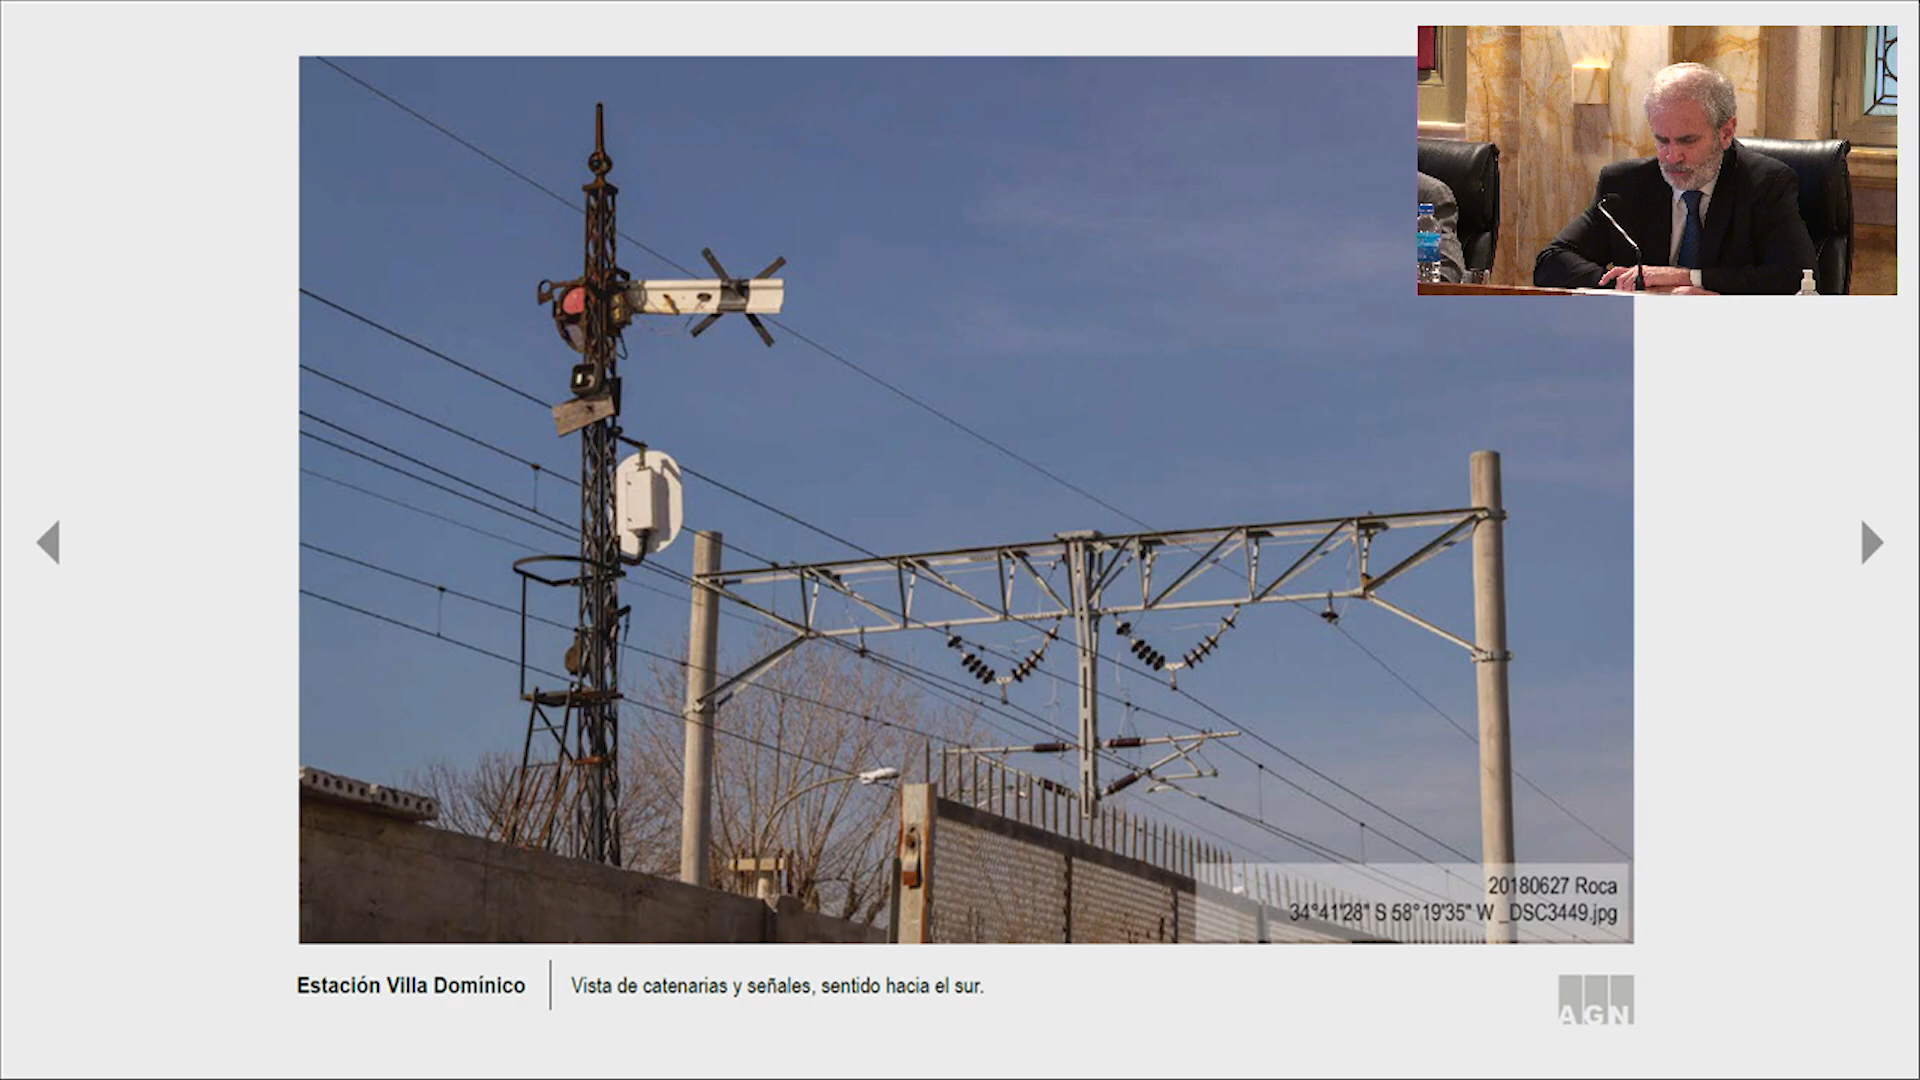 20180627 Roca
34°41'28" S 58°19'35" W _DSC3449.jpg
Estación Villa Domínico
Vista de catenarias y señales, sentido hacia el sur.
AGN